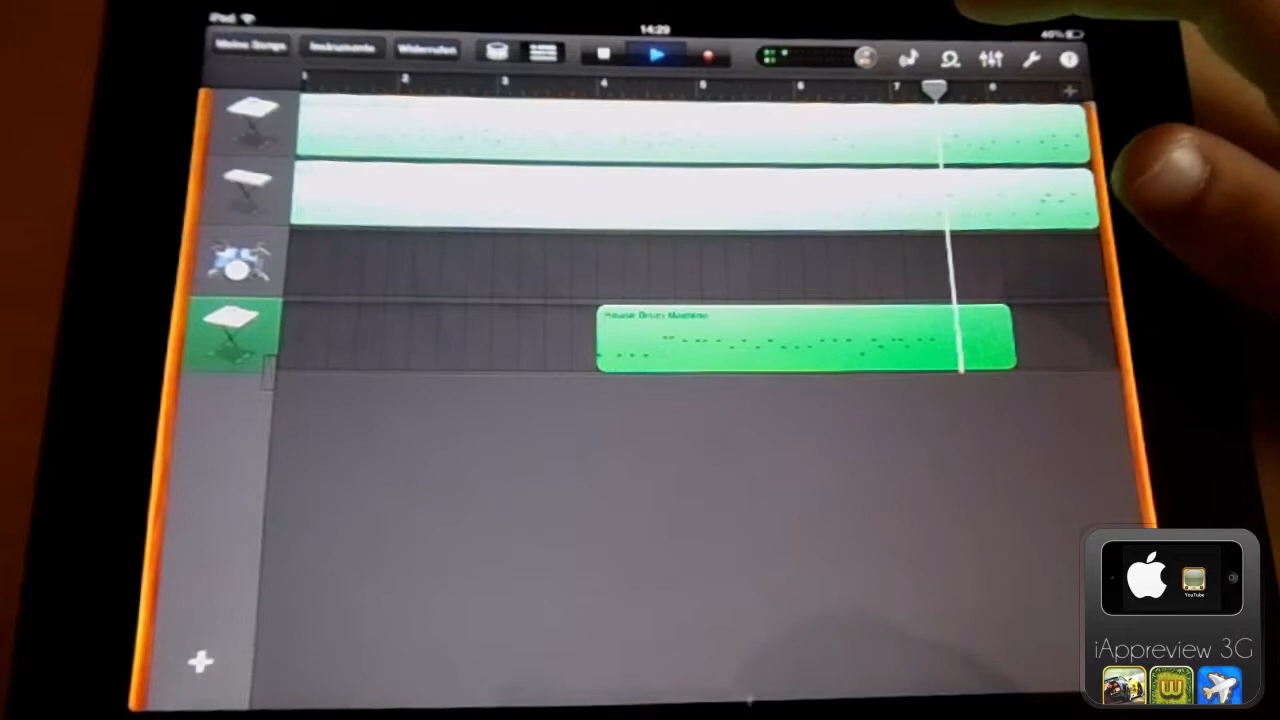 iPad
14:29
40%
Meine Songs
Instrumente
Widerrufen
1 2 3 4 5 6 7 8
House Drum Machine
YouTube
iAppreview 3G
W